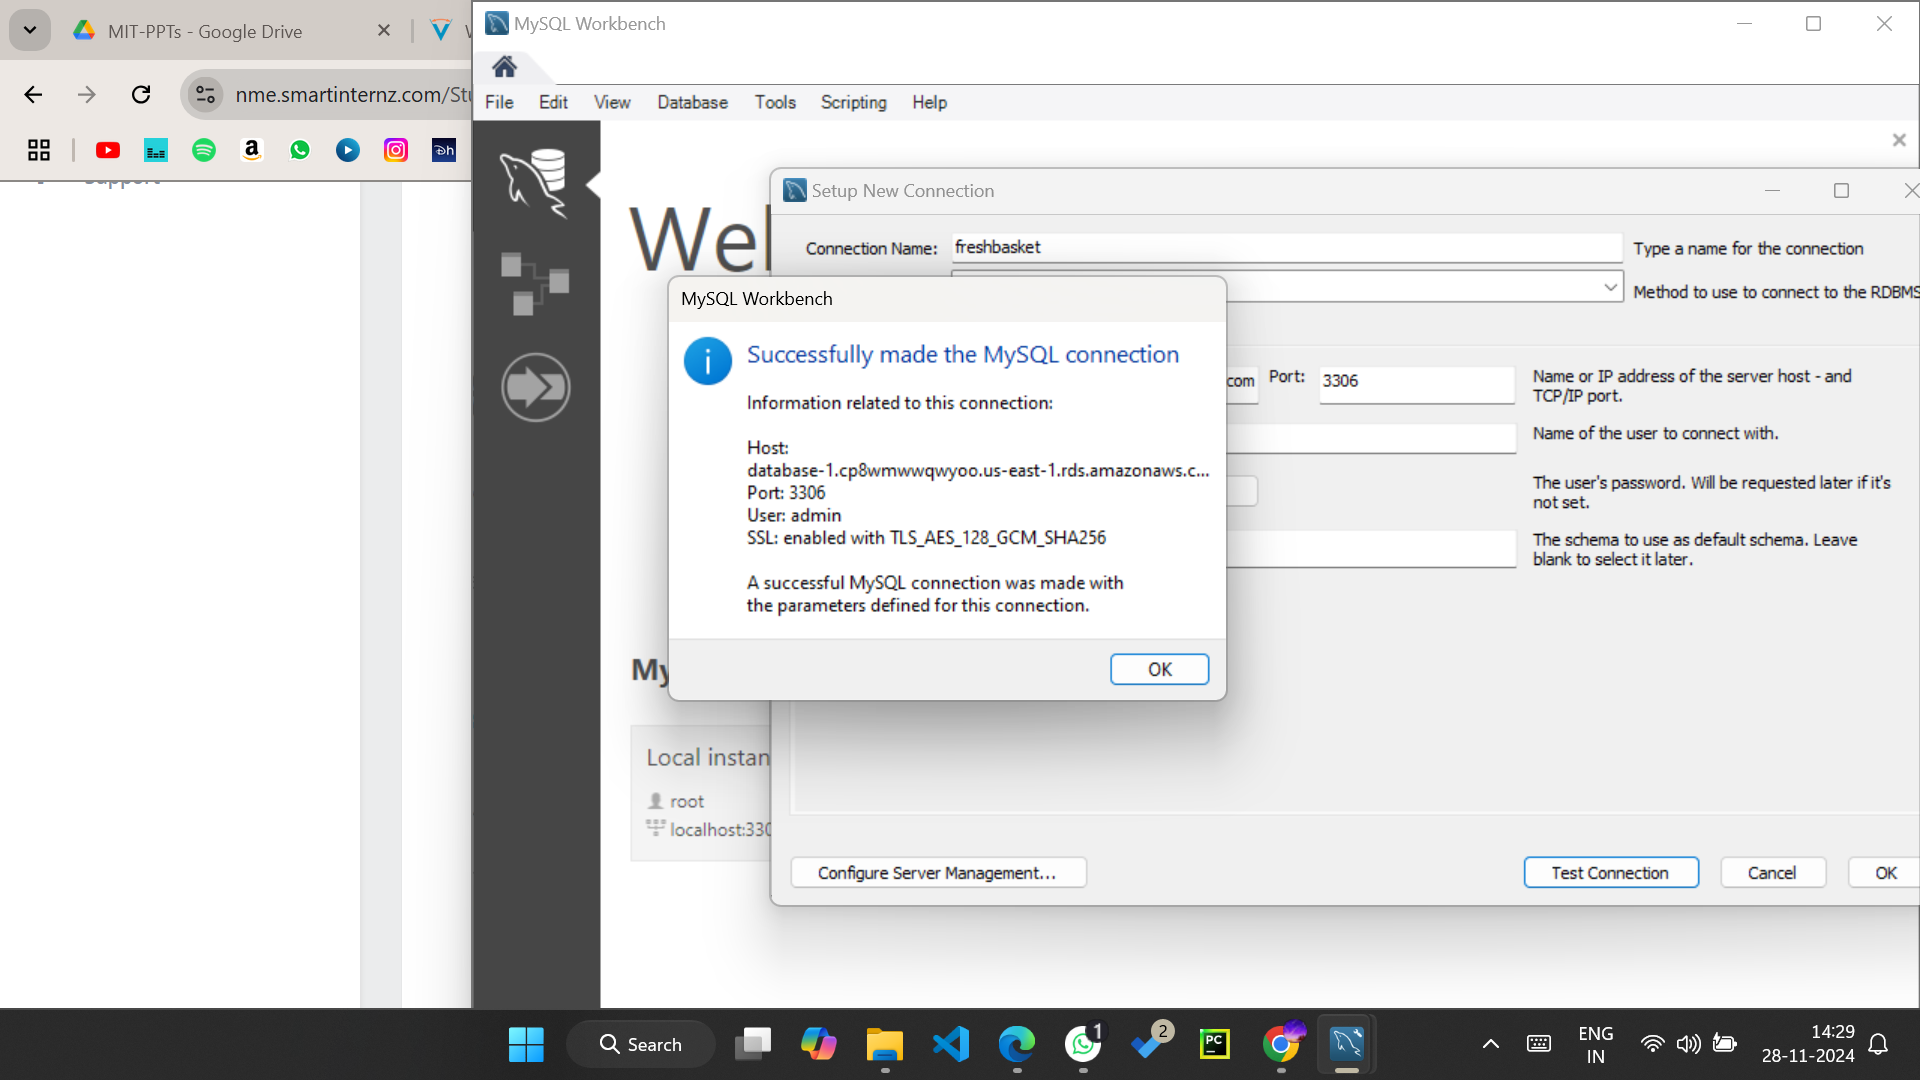 MIT-PPTs - Google Drive
nme.smartinternz.com/Stu
MySQL Workbench
File Edit View Database Tools Scripting Help
Setup New Connection
Connection Name: freshbasket Type a name for the connection
Method to use to connect to the RDBMS
MySQL Workbench
Successfully made the MySQL connection
Information related to this connection:
Host:
database-1.cp8wmwwqwyoo.us-east-1.rds.amazonaws.c...
Port: 3306
User: admin
SSL: enabled with TLS_AES_128_GCM_SHA256
A successful MySQL connection was made with
the parameters defined for this connection.
OK
com Port: 3306 Name or IP address of the server host - and
TCP/IP port.
Name of the user to connect with.
The user's password. Will be requested later if it's
not set.
The schema to use as default schema. Leave
blank to select it later.
Wel
My
Local instan
root
localhost:330
Configure Server Management... Test Connection Cancel OK
Search
1
2
PC
ENG
IN
14:29
28-11-2024